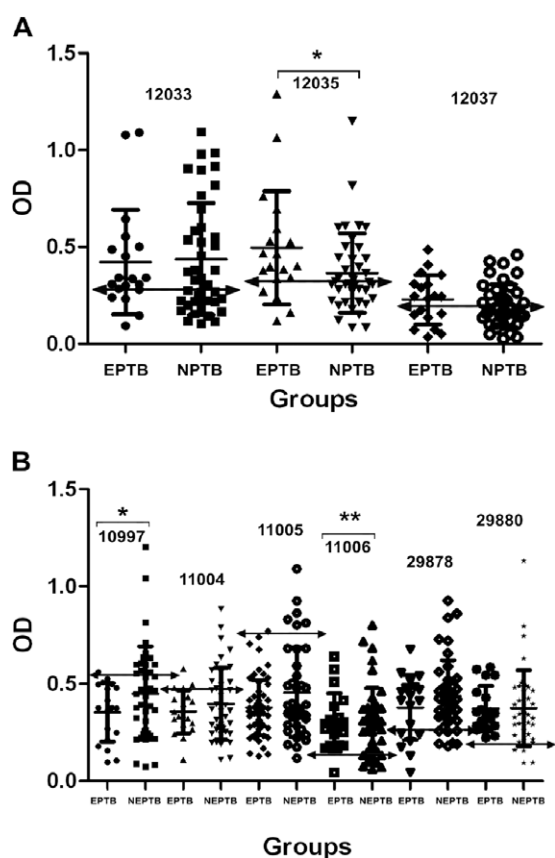 A
1.5
*
12033
12035
12037
1.0
OD
0.5
0.0
EPTB NPTB EPTB NPTB EPTB NPTB
Groups
B
1.5
*
10997
11004
11005
**
11006
29878
29880
1.0
OD
0.5
0.0
EPTB NEPTB EPTB NEPTB EPTB NEPTB EPTB NEPTB EPTB NEPTB EPTB NEPTB
Groups